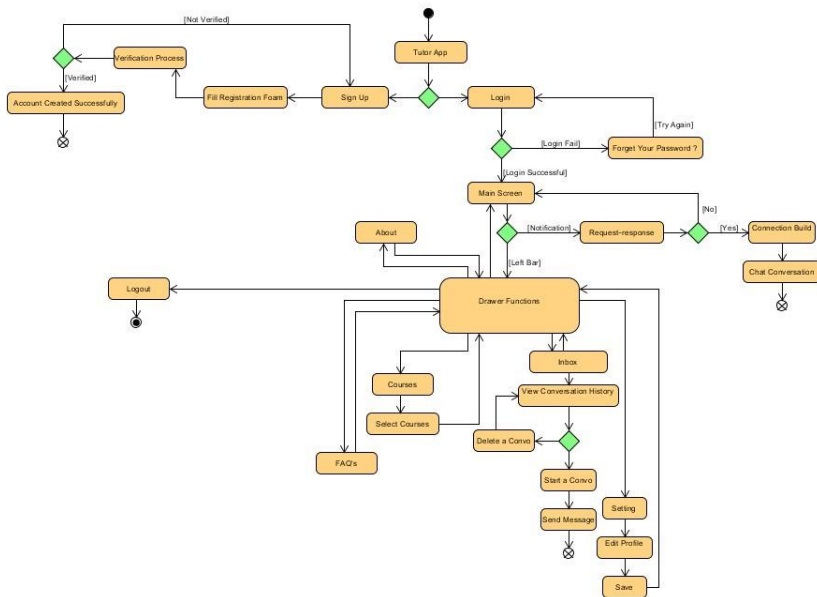 [Not Verified]
Tutor App
Verification Process
[Verified]
Account Created Successfully
Fill Registration Foam
Sign Up
Login
[Try Again]
[Login Fail]
Forget Your Password ?
[Login Successful]
Main Screen
[No]
About
[Notification]
Request-response
[Yes]
Connection Build
[Left Bar]
Chat Conversation
Logout
Drawer Functions
Inbox
Courses
View Conversation History
Select Courses
Delete a Convo
FAQ's
Start a Convo
Setting
Send Message
Edit Profile
Save